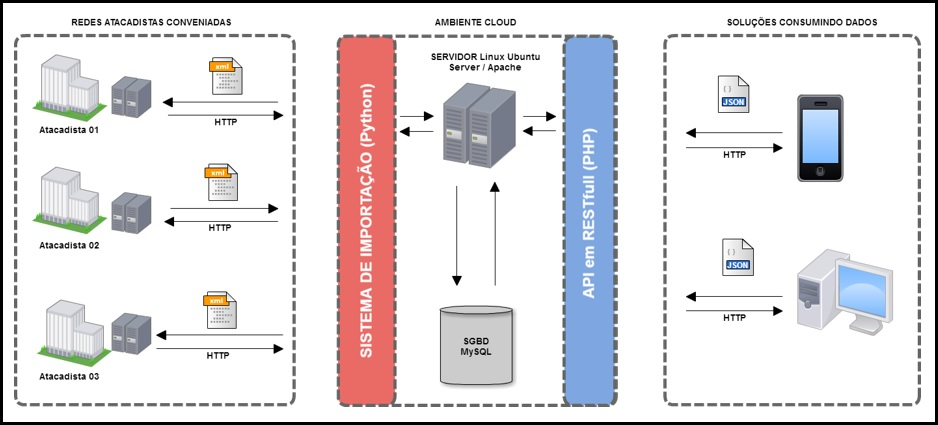 REDES ATACADISTAS CONVENIADAS
xml
HTTP
Atacadista 01
xml
HTTP
Atacadista 02
xml
HTTP
Atacadista 03
AMBIENTE CLOUD
SISTEMA DE IMPORTAÇÃO (Python)
SERVIDOR Linux Ubuntu
Server / Apache
SGBD
MySQL
API em RESTfull (PHP)
SOLUÇÕES CONSUMINDO DADOS
{ }
JSON
HTTP
{ }
JSON
HTTP